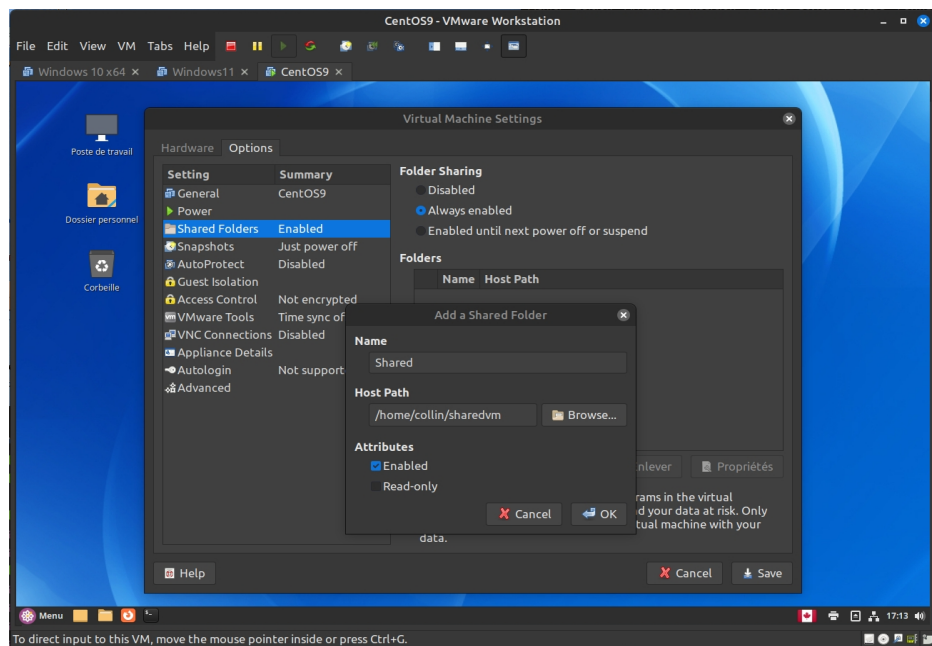 CentOS9 - VMware Workstation
File Edit View VM Tabs Help
Windows 10 x64 × Windows11 × CentOS9 ×
Poste de travail
Dossier personnel
Corbeille
Virtual Machine Settings
Hardware Options
Setting Summary
General CentOS9
Power
Shared Folders Enabled
Snapshots Just power off
AutoProtect Disabled
Guest Isolation
Access Control Not encrypted
VMware Tools Time sync of
VNC Connections Disabled
Appliance Details
Autologin Not support
Advanced
Folder Sharing
Disabled
Always enabled
Enabled until next power off or suspend
Folders
Name Host Path
Add a Shared Folder
Name
Shared
Host Path
/home/collin/sharedvm Browse...
Attributes
Enabled
Read-only
Cancel OK
nlever Propriétés
rams in the virtual
d your data at risk. Only
tual machine with your
data.
Help Cancel Save
Menu 17:13
To direct input to this VM, move the mouse pointer inside or press Ctrl+G.